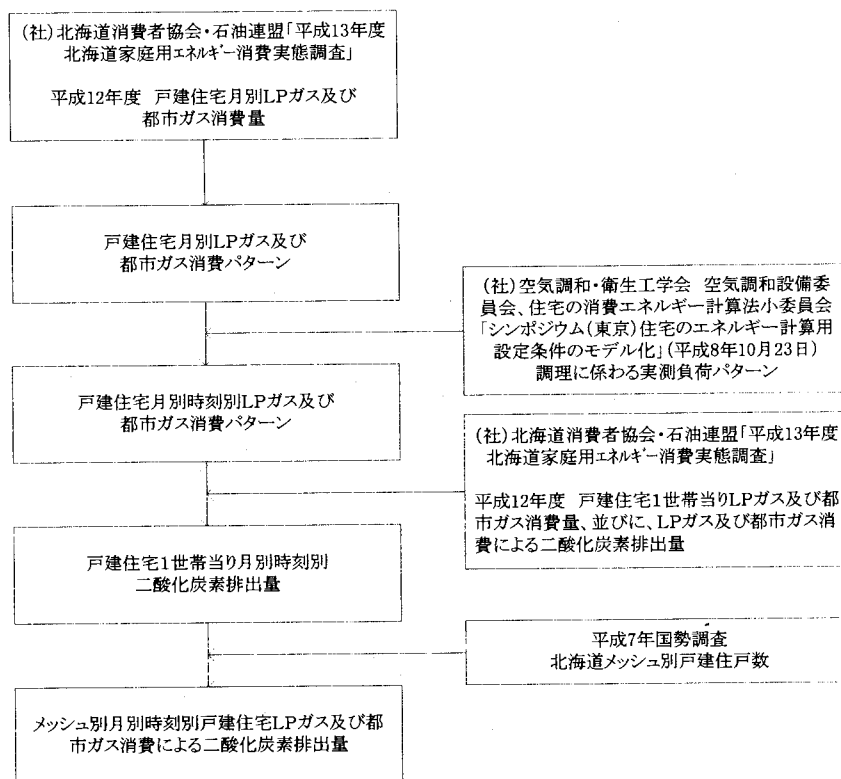 (社)北海道消費者協会・石油連盟「平成13年度
北海道家庭用エネルギー消費実態調査」
平成12年度 戸建住宅月別LPガス及び
都市ガス消費量
戸建住宅月別LPガス及び
都市ガス消費パターン
(社)空気調和・衛生工学会 空気調和設備委
員会、住宅の消費エネルギー計算法小委員会
「シンポジウム(東京)住宅のエネルギー計算用
設定条件のモデル化」(平成8年10月23日)
調理に係わる実測負荷パターン
戸建住宅月別時刻別LPガス及び
都市ガス消費パターン
(社)北海道消費者協会・石油連盟「平成13年度
北海道家庭用エネルギー消費実態調査」
平成12年度 戸建住宅1世帯当りLPガス及び都
市ガス消費量、並びに、LPガス及び都市ガス消
費による二酸化炭素排出量
戸建住宅1世帯当り月別時刻別
二酸化炭素排出量
平成7年国勢調査
北海道メッシュ別戸建住戸数
メッシュ別月別時刻別戸建住宅LPガス及び都
市ガス消費による二酸化炭素排出量